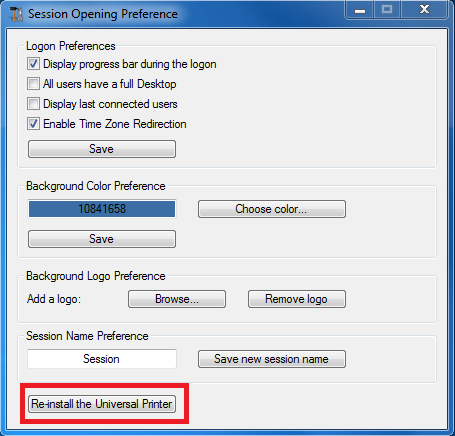 Session Opening Preference
Logon Preferences
Display progress bar during the logon
All users have a full Desktop
Display last connected users
Enable Time Zone Redirection
Save
Background Color Preference
10841658
Choose color...
Save
Background Logo Preference
Add a logo:
Browse...
Remove logo
Session Name Preference
Session
Save new session name
Re-install the Universal Printer